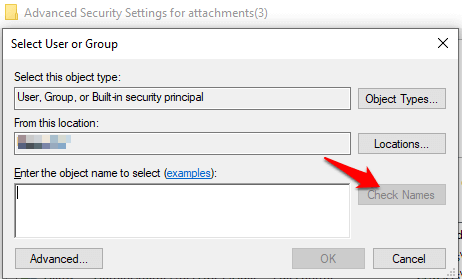 Advanced Security Settings for attachments(3)
Select User or Group
Select this object type:
User, Group, or Built-in security principal
Object Types...
From this location:
Locations...
Enter the object name to select (examples):
Check Names
Advanced...
OK
Cancel